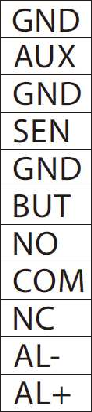 GND
AUX
GND
SEN
GND
BUT
NO
COM
NC
AL-
AL+